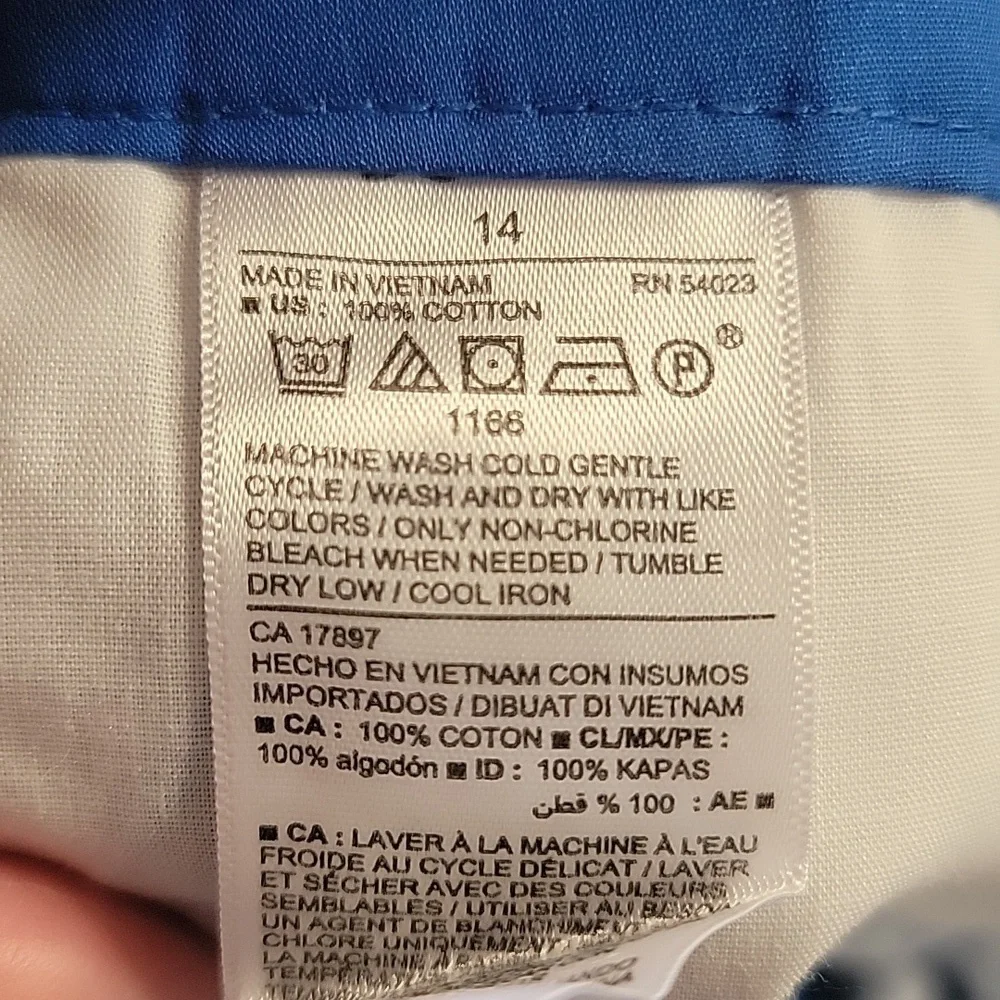 14
MADE IN VIETNAM RN 54023
US : 100% COTTON
30 P ®
1166
MACHINE WASH COLD GENTLE
CYCLE / WASH AND DRY WITH LIKE
COLORS / ONLY NON-CHLORINE
BLEACH WHEN NEEDED / TUMBLE
DRY LOW / COOL IRON
CA 17897
HECHO EN VIETNAM CON INSUMOS
IMPORTADOS / DIBUAT DI VIETNAM
CA : 100% COTON CL/MX/PE :
100% algodón ID : 100% KAPAS
AE : 100 % قطن
CA : LAVER À LA MACHINE À L'EAU
FROIDE AU CYCLE DÉLICAT / LAVER
ET SÉCHER AVEC DES COULEURS
SEMBLABLES / UTILISER AU
UN AGENT DE
CHLORE UNIQUEMENT
LA MACHINE